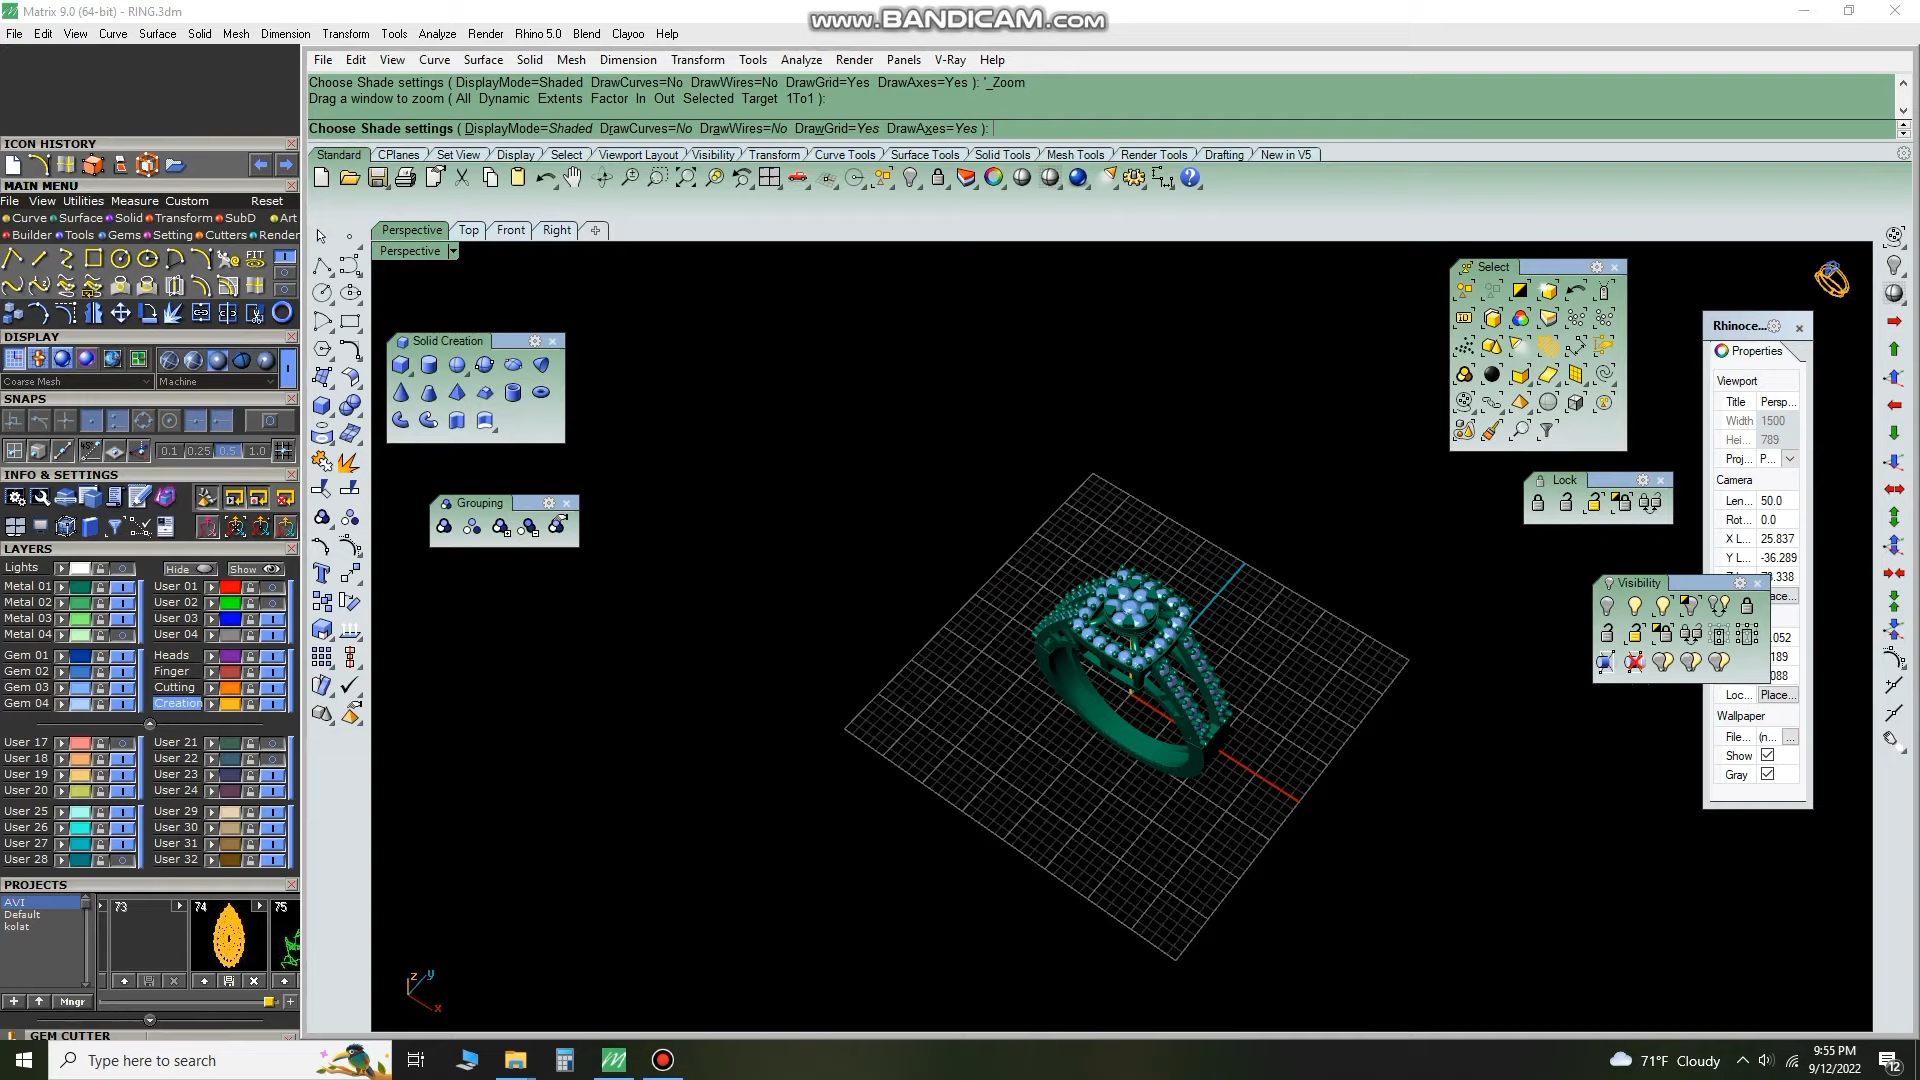 Matrix 9.0 (64-bit) - RING.3dm
www.BANDICAM.com
File Edit View Curve Surface Solid Mesh Dimension Transform Tools Analyze Render Rhino 5.0 Blend Clayoo Help
File Edit View Curve Surface Solid Mesh Dimension Transform Tools Analyze Render Panels V-Ray Help
Choose Shade settings ( DisplayMode=Shaded DrawCurves=No DrawWires=No DrawGrid=Yes DrawAxes=Yes ): '_Zoom
Drag a window to zoom ( All Dynamic Extents Factor In Out Selected Target 1To1 ):
Choose Shade settings ( DisplayMode=Shaded DrawCurves=No DrawWires=No DrawGrid=Yes DrawAxes=Yes ):
Standard CPlanes Set View Display Select Viewport Layout Visibility Transform Curve Tools Surface Tools Solid Tools Mesh Tools Render Tools Drafting New in V5
ICON HISTORY
MAIN MENU
File View Utilities Measure Custom Reset
Curve Surface Solid Transform SubD Art
Builder Tools Gems Setting Cutters Render
FIT
DISPLAY
Coarse Mesh Machine
SNAPS
0.1 0.25 0.5 1.0
INFO & SETTINGS
LAYERS
Lights Hide Show
Metal 01 User 01
Metal 02 User 02
Metal 03 User 03
Metal 04 User 04
Gem 01 Heads
Gem 02 Finger
Gem 03 Cutting
Gem 04 Creation
User 17 User 21
User 18 User 22
User 19 User 23
User 20 User 24
User 25 User 29
User 26 User 30
User 27 User 31
User 28 User 32
PROJECTS
AVI
Default
kolat
73 74 75
Mngr
GEM CUTTER
Perspective Top Front Right
Perspective
Solid Creation
Grouping
Select
ID
Lock
Visibility
Rhinoce...
Properties
Viewport
Title Persp...
Width 1500
Hei... 789
Proj... P...
Camera
Len... 50.0
Rot... 0.0
X L... 25.837
Y L... -36.289
.338
lace...
.052
189
.088
Loc... Place...
Wallpaper
File... (n... ...
Show
Gray
z y
x
Type here to search
71°F Cloudy
9:55 PM
9/12/2022
12